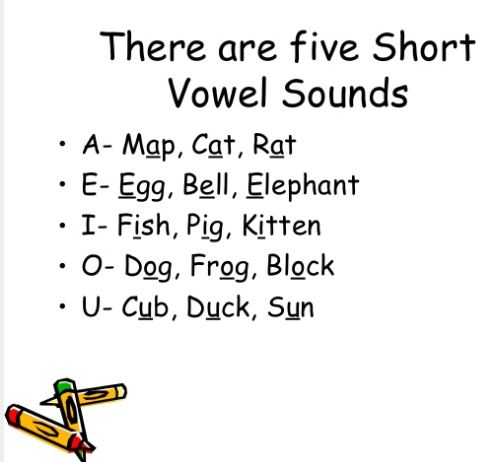 There are five Short
Vowel Sounds
• A- Map, Cat, Rat
• E- Egg, Bell, Elephant
• I- Fish, Pig, Kitten
• O- Dog, Frog, Block
• U- Cub, Duck, Sun